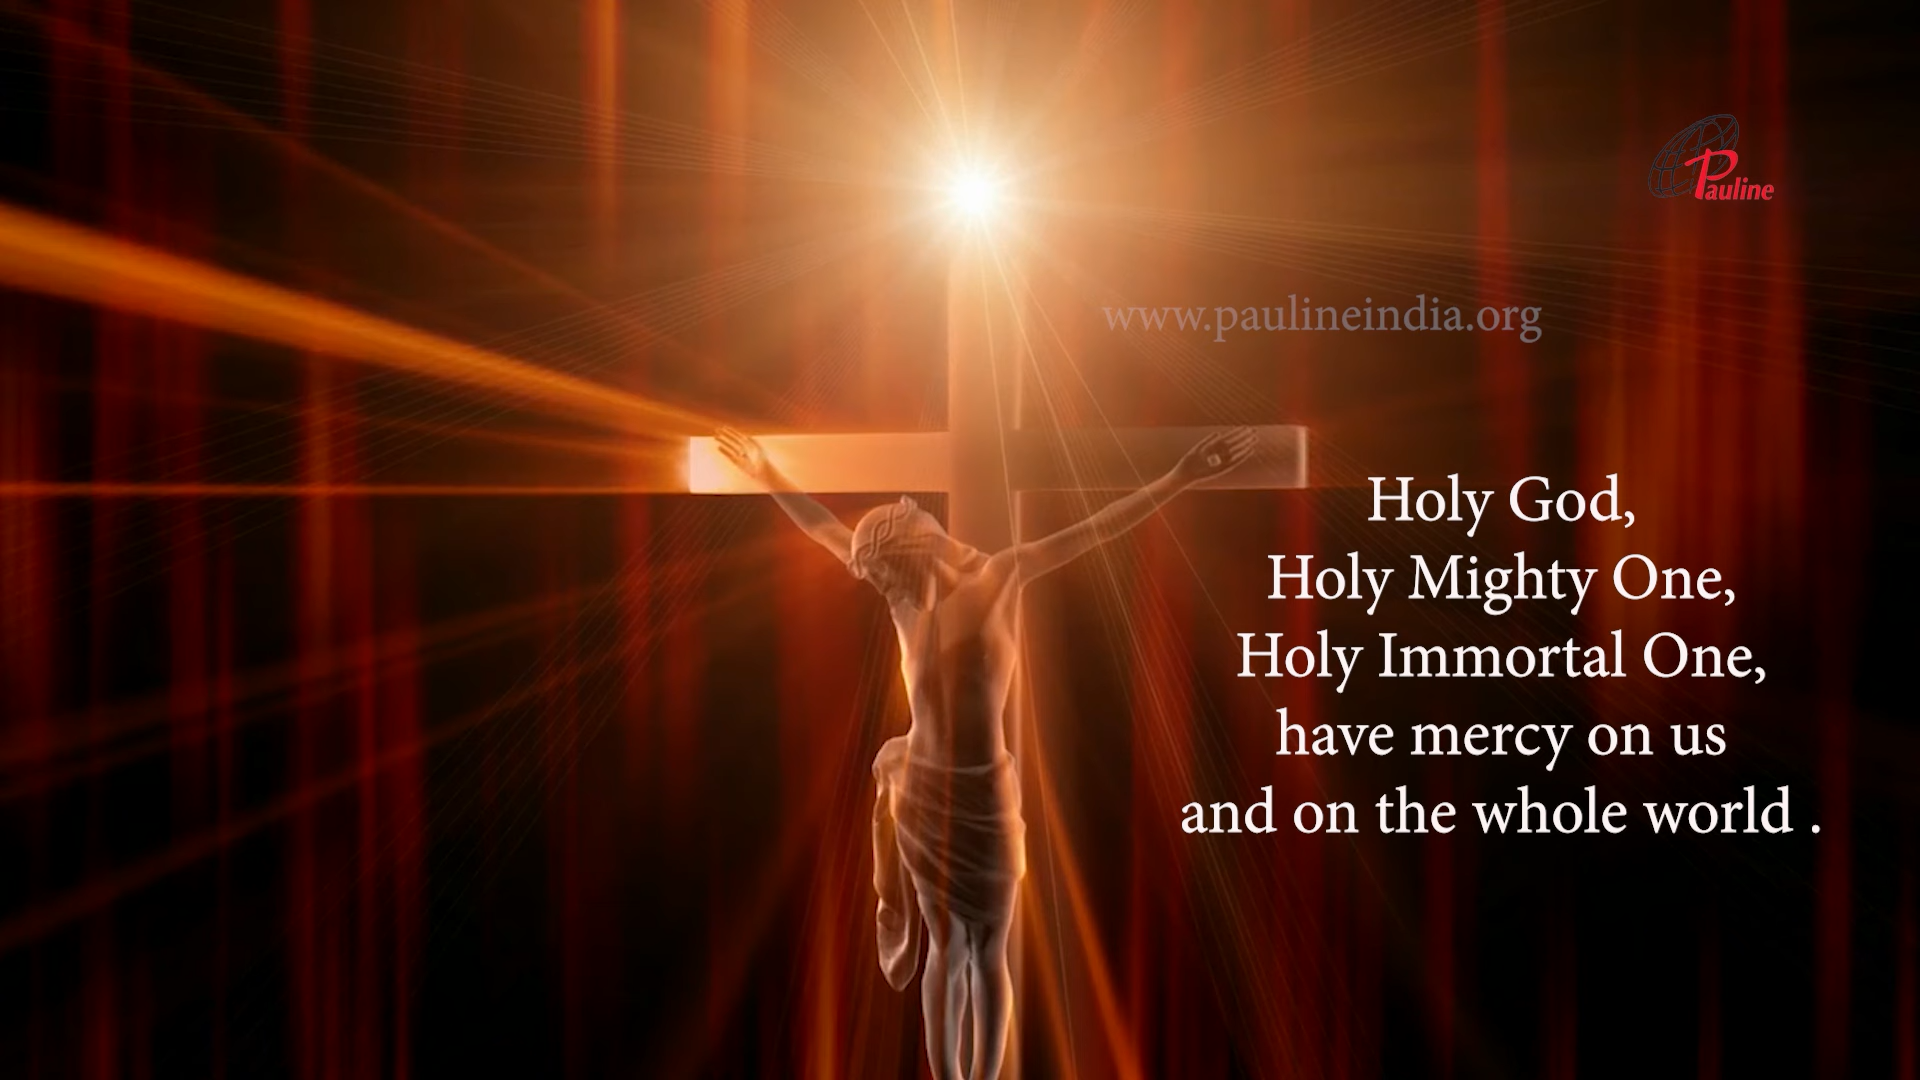 Pauline
www.paulineindia.org
Holy God,
Holy Mighty One,
Holy Immortal One,
have mercy on us
and on the whole world .